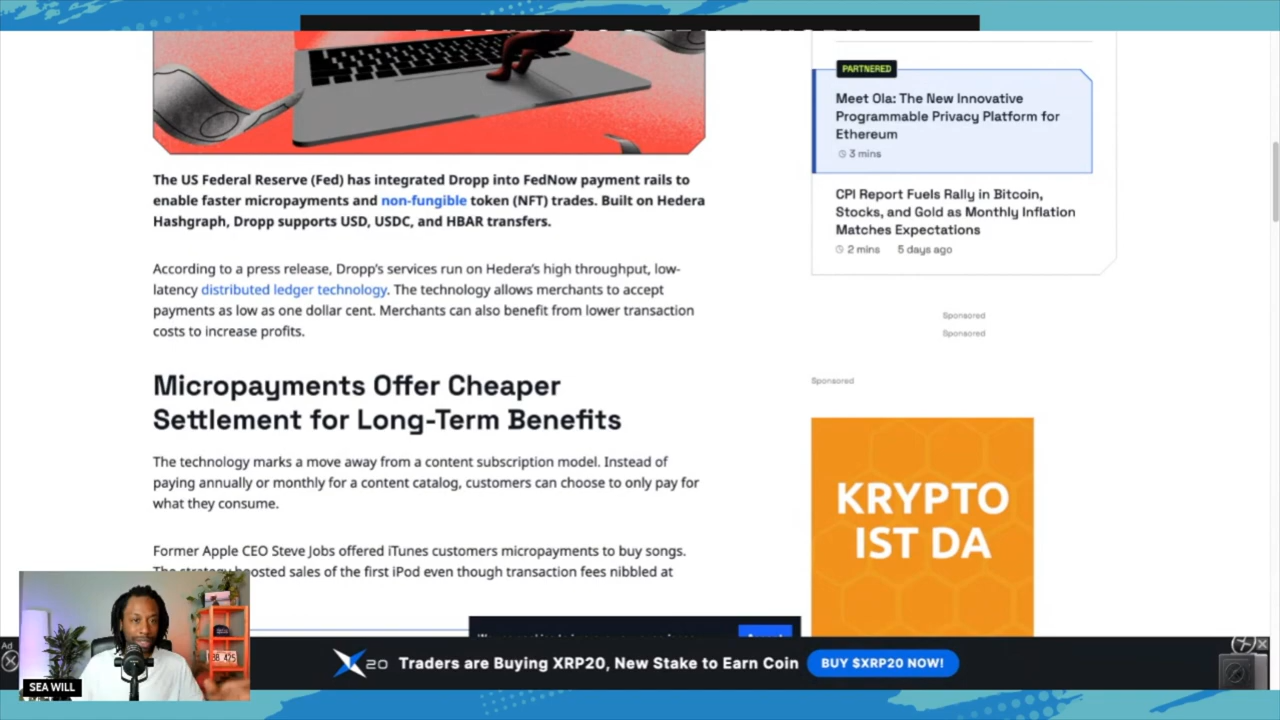 The US Federal Reserve (Fed) has integrated Dropp into FedNow payment rails to
enable faster micropayments and non-fungible token (NFT) trades. Built on Hedera
Hashgraph, Dropp supports USD, USDC, and HBAR transfers.
According to a press release, Dropp's services run on Hedera's high throughput, low-
latency distributed ledger technology. The technology allows merchants to accept
payments as low as one dollar cent. Merchants can also benefit from lower transaction
costs to increase profits.
Micropayments Offer Cheaper
Settlement for Long-Term Benefits
The technology marks a move away from a content subscription model. Instead of
paying annually or monthly for a content catalog, customers can choose to only pay for
what they consume.
Former Apple CEO Steve Jobs offered iTunes customers micropayments to buy songs.
The strategy boosted sales of the first iPod even though transaction fees nibbled at
PARTNERED
Meet Ola: The New Innovative
Programmable Privacy Platform for
Ethereum
3 mins
CPI Report Fuels Rally in Bitcoin,
Stocks, and Gold as Monthly Inflation
Matches Expectations
2 mins 5 days ago
Sponsored
Sponsored
Sponsored
KRYPTO
IST DA
Ad
X20 Traders are Buying XRP20, New Stake to Earn Coin BUY $XRP20 NOW!
SEA WILL